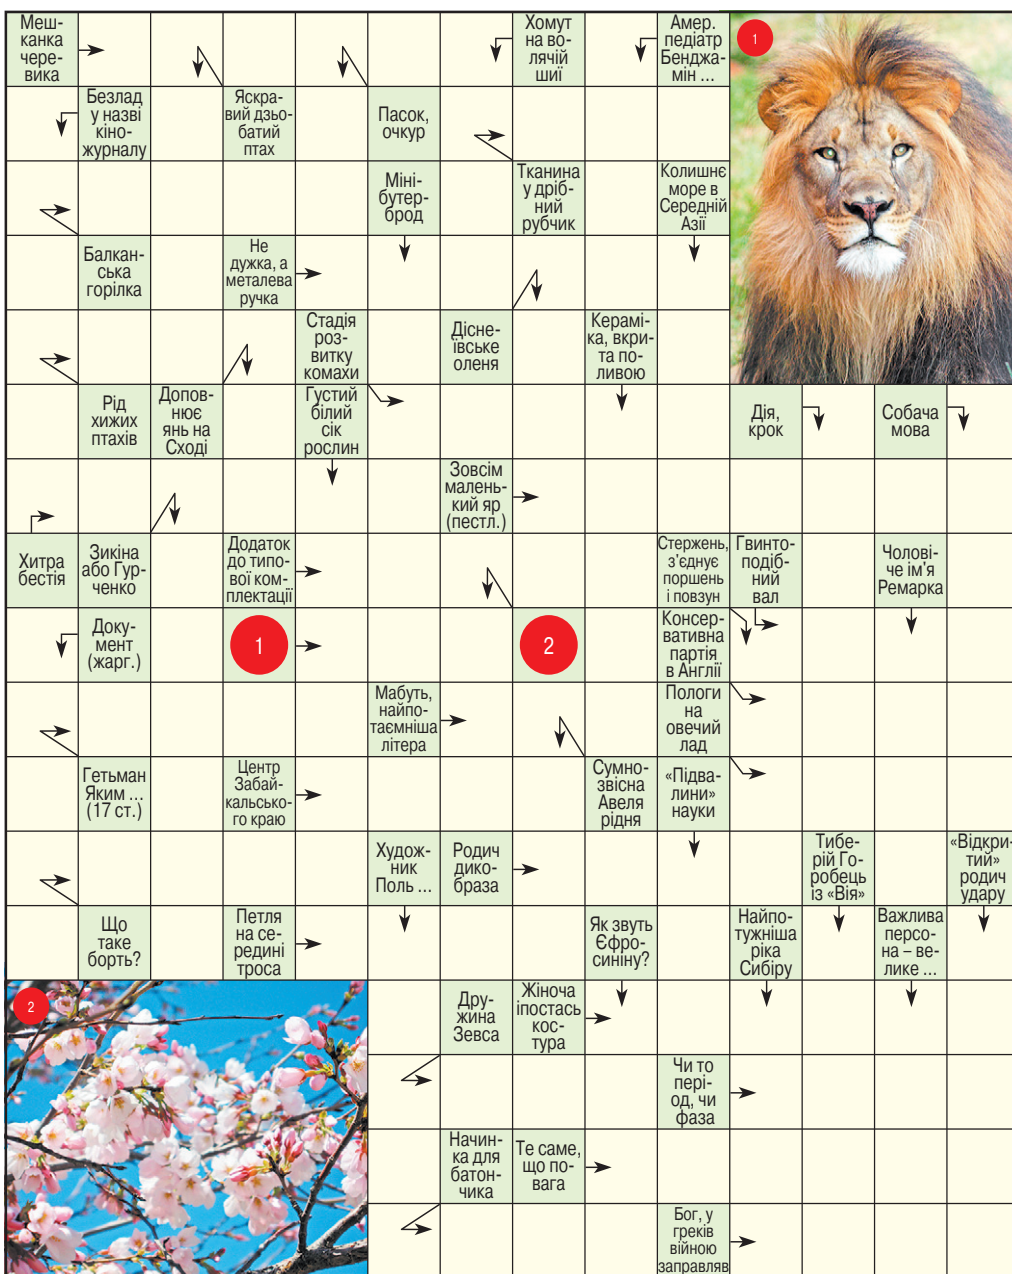 Меш-
канка
чере-
вика
Хомут
на во-
лячій
шиї
Амер.
педіатр
Бенджа-
мін ...
1
Безлад
у назві
кіно-
журналу
Яскра-
вий дзьо-
батий
птах
Пасок,
очкур
Міні-
бутер-
брод
Тканина
у дріб-
ний
рубчик
Колишнє
море в
Середній
Азії
Балкан-
ська
горілка
Не
дужка, а
металева
ручка
Стадія
роз-
витку
комахи
Дісне-
ївське
оленя
Керамі-
ка, вкри-
та по-
ливою
Рід
хижих
птахів
Допов-
нює
янь на
Сході
Густий
білий
сік
рослин
Дія,
крок
Собача
мова
Зовсім
малень-
кий яр
(пестл.)
Хитра
бестія
Зикіна
або Гур-
ченко
Додаток
до типо-
вої ком-
плектації
Стержень,
з'єднує
поршень
і повзун
Гвинто-
подіб-
ний
вал
Чолові-
че ім'я
Ремарка
Доку-
мент
(жарг.)
1
2
Консер-
вативна
партія
в Англії
Мабуть,
найпо-
таємніша
літера
Пологи
на
овечий
лад
Гетьман
Яким ...
(17 ст.)
Центр
Забай-
кальсько-
го краю
Сумно-
звісна
Авеля
рідня
«Підва-
лини»
науки
Худож-
ник
Поль ...
Родич
дико-
браза
Тибе-
рій Го-
робець
із «Вія»
«Відкри-
тий»
родич
удару
Що
таке
борть?
Петля
на се-
редині
троса
Як звуть
Єфро-
синіну?
Найпо-
тужніша
ріка
Сибіру
Важлива
персо-
на – ве-
лике ...
2
Дру-
жина
Зевса
Жіноча
іпостась
кос-
тура
Чи то
пері-
од, чи
фаза
Начин-
ка для
батон-
чика
Те саме,
що по-
вага
Бог, у
греків
війною
заправляв